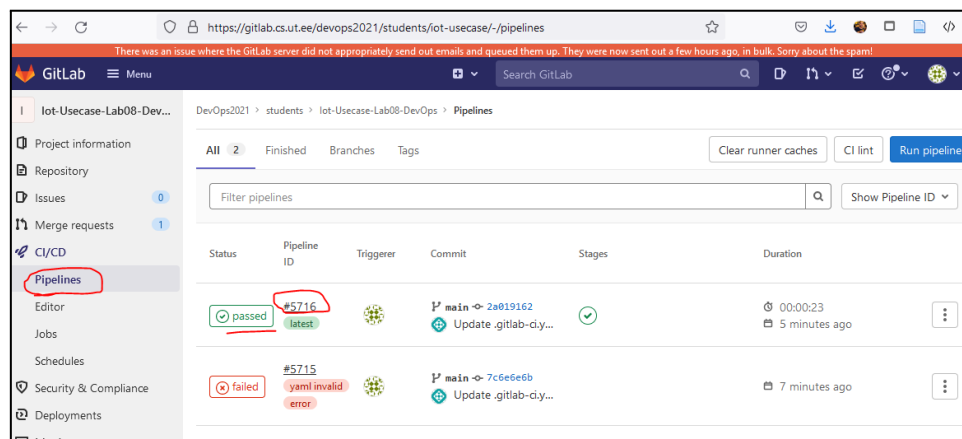 https://gitlab.cs.ut.ee/devops2021/students/iot-usecase/-/pipelines
There was an issue where the GitLab server did not appropriately send out emails and queued them up. They were now sent out a few hours ago, in bulk. Sorry about the spam!
GitLab Menu Search GitLab
I Iot-Usecase-Lab08-Dev...
Project information
Repository
Issues 0
Merge requests 1
CI/CD
Pipelines
Editor
Jobs
Schedules
Security & Compliance
Deployments
DevOps2021 > students > Iot-Usecase-Lab08-DevOps > Pipelines
All 2 Finished Branches Tags Clear runner caches CI lint Run pipeline
Filter pipelines Show Pipeline ID
Status Pipeline ID Triggerer Commit Stages Duration
passed #5716 main 2a019162 00:00:23
latest Update .gitlab-ci.y... 5 minutes ago
failed #5715 main 7c6e6e6b
yaml invalid Update .gitlab-ci.y... 7 minutes ago
error